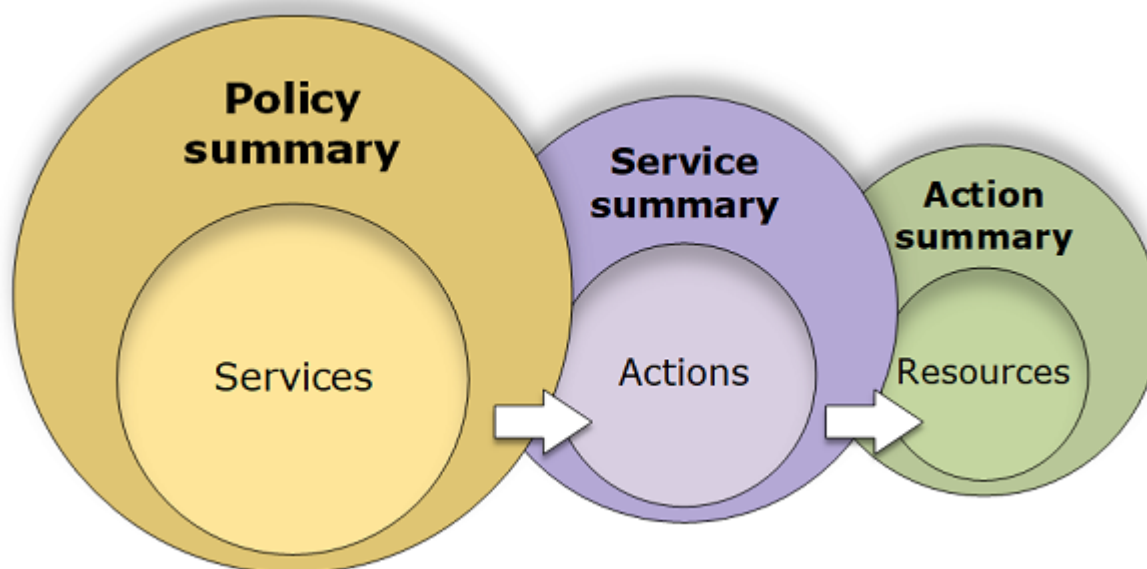 Policy
summary
Services
Service
summary
Actions
Action
summary
Resources